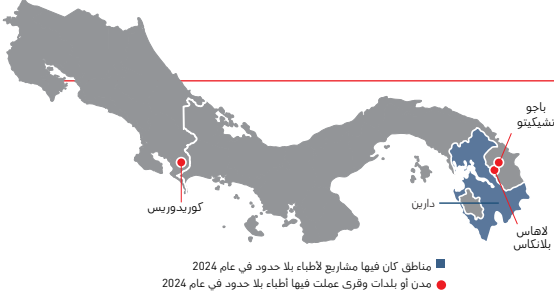 باجو
تشيكيتو
كوريدوريس
دارين
لاهاس
بلانكاس
مناطق كان فيها مشاريع لأطباء بلا حدود في عام 2024
مدن أو بلدات وقرى عملت فيها أطباء بلا حدود في عام 2024